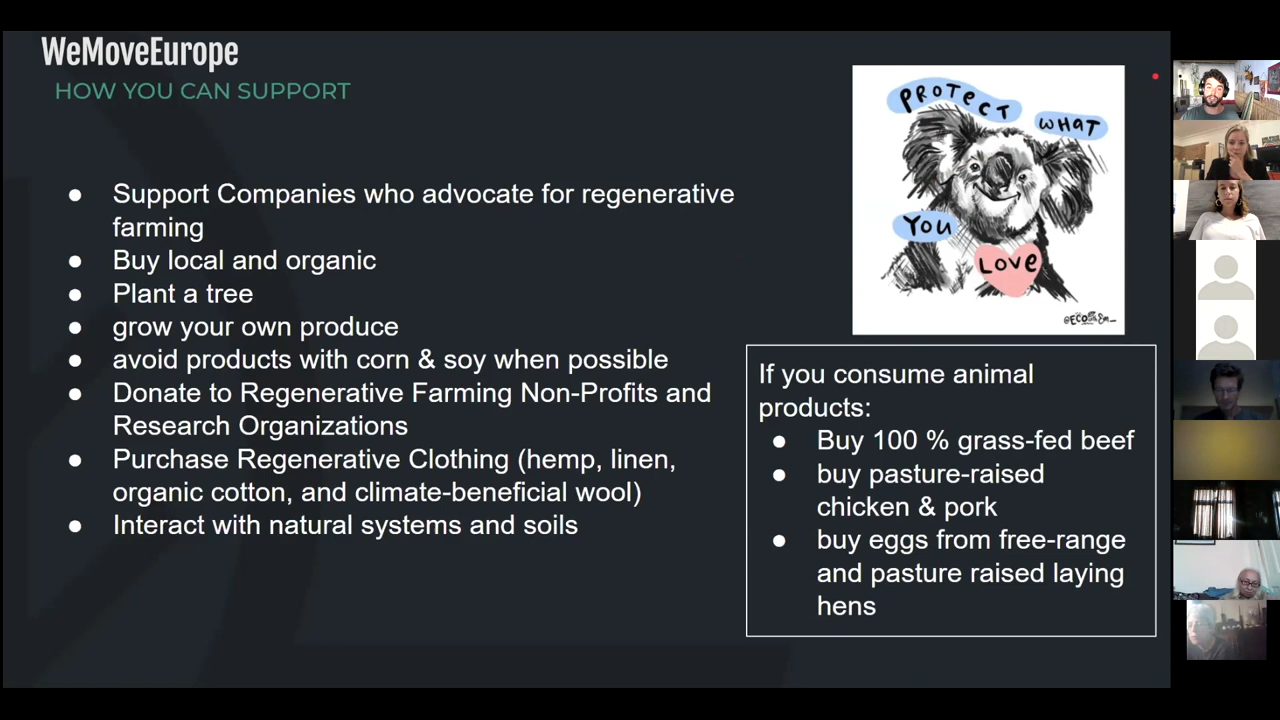 WeMoveEurope
HOW YOU CAN SUPPORT
● Support Companies who advocate for regenerative
farming
● Buy local and organic
● Plant a tree
● grow your own produce
● avoid products with corn & soy when possible
● Donate to Regenerative Farming Non-Profits and
Research Organizations
● Purchase Regenerative Clothing (hemp, linen,
organic cotton, and climate-beneficial wool)
● Interact with natural systems and soils
PROTECT
WHAT
YOU
LOVE
If you consume animal
products:
● Buy 100 % grass-fed beef
● buy pasture-raised
chicken & pork
● buy eggs from free-range
and pasture raised laying
hens